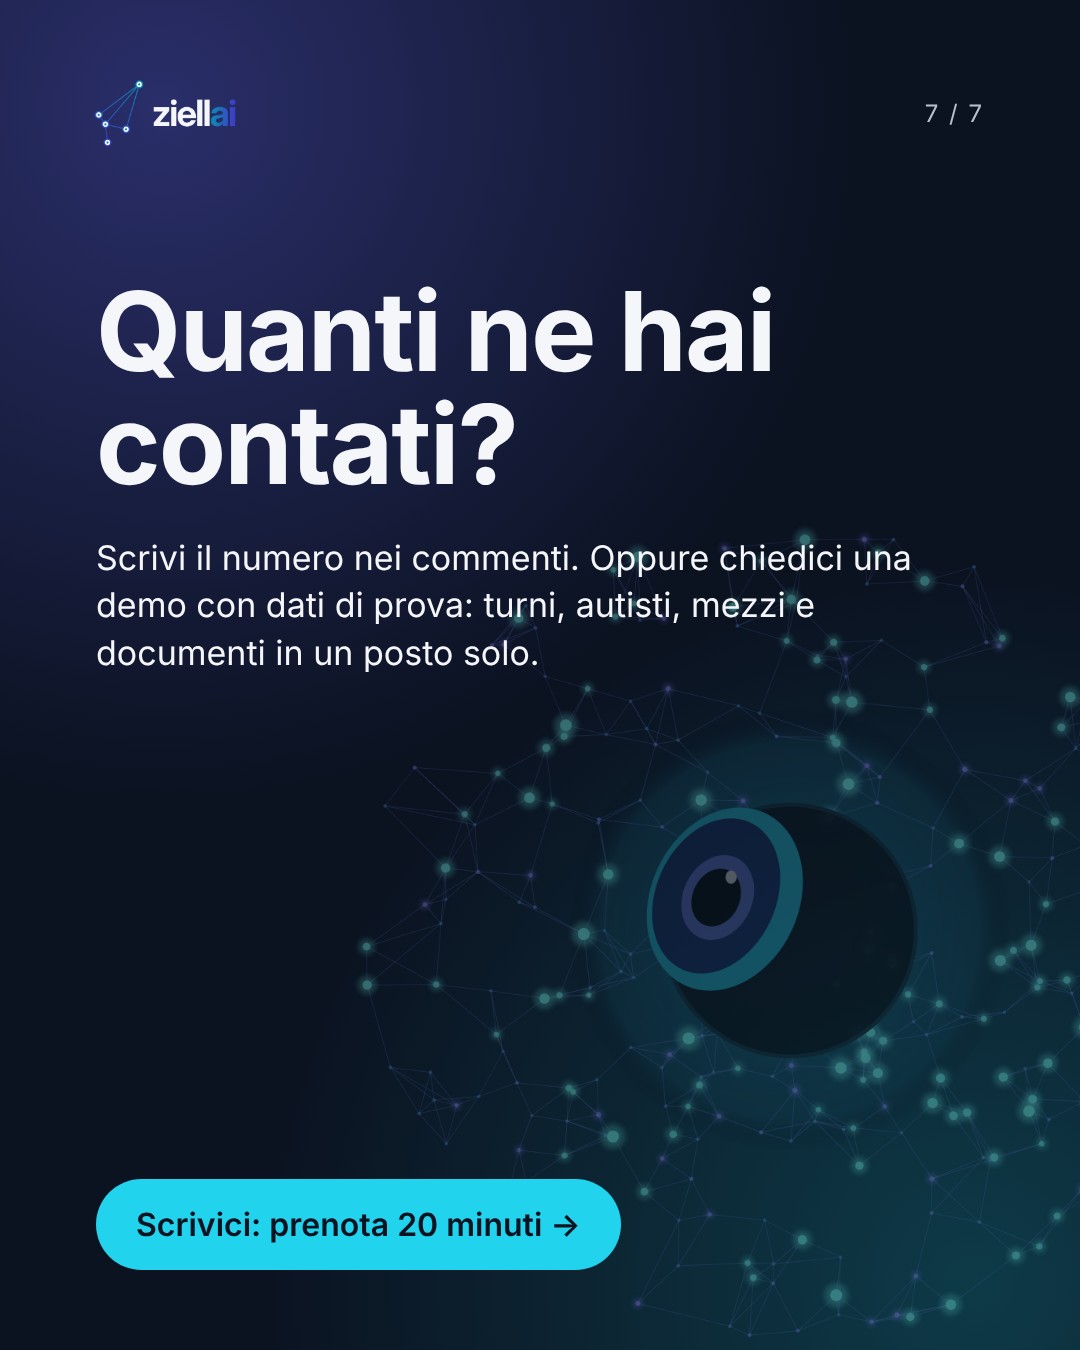 ziellai
7 / 7
Quanti ne hai
contati?
Scrivi il numero nei commenti. Oppure chiedici una
demo con dati di prova: turni, autisti, mezzi e
documenti in un posto solo.
Scrivici: prenota 20 minuti →